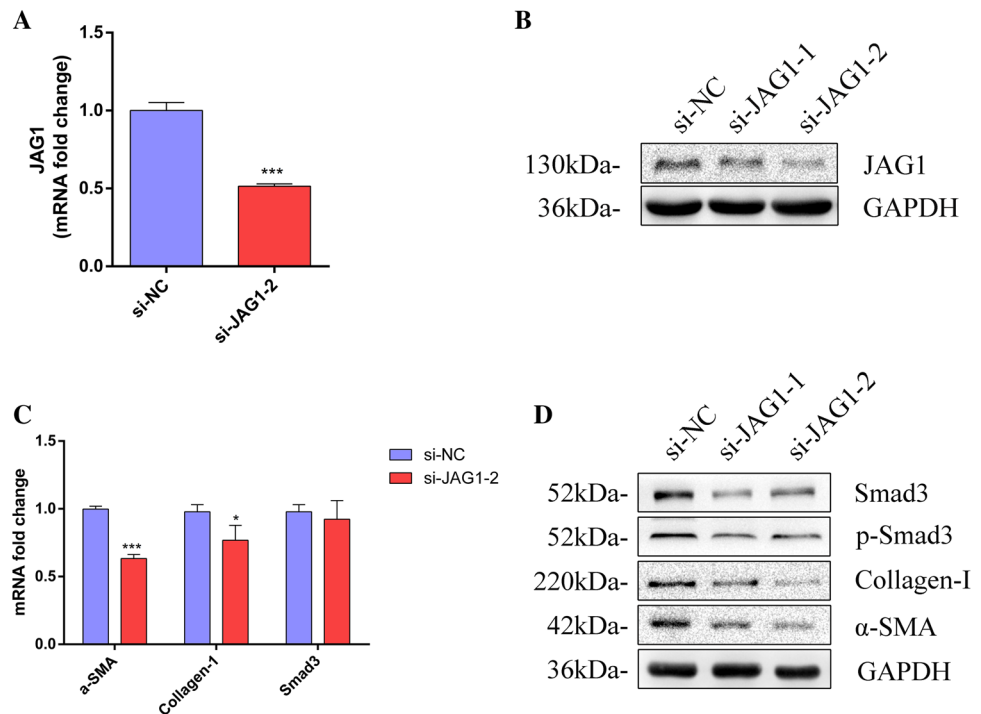 A
JAG1
(mRNA fold change)
1.5
1.0
0.5
0.0
***
si-NC
si-JAG1-2
B
si-NC
si-JAG1-1
si-JAG1-2
130kDa-
JAG1
36kDa-
GAPDH
C
mRNA fold change
1.5
1.0
0.5
0.0
***
*
a-SMA
Collagen-1
Smad3
si-NC
si-JAG1-2
D
si-NC
si-JAG1-1
si-JAG1-2
52kDa-
Smad3
52kDa-
p-Smad3
220kDa-
Collagen-I
42kDa-
α-SMA
36kDa-
GAPDH